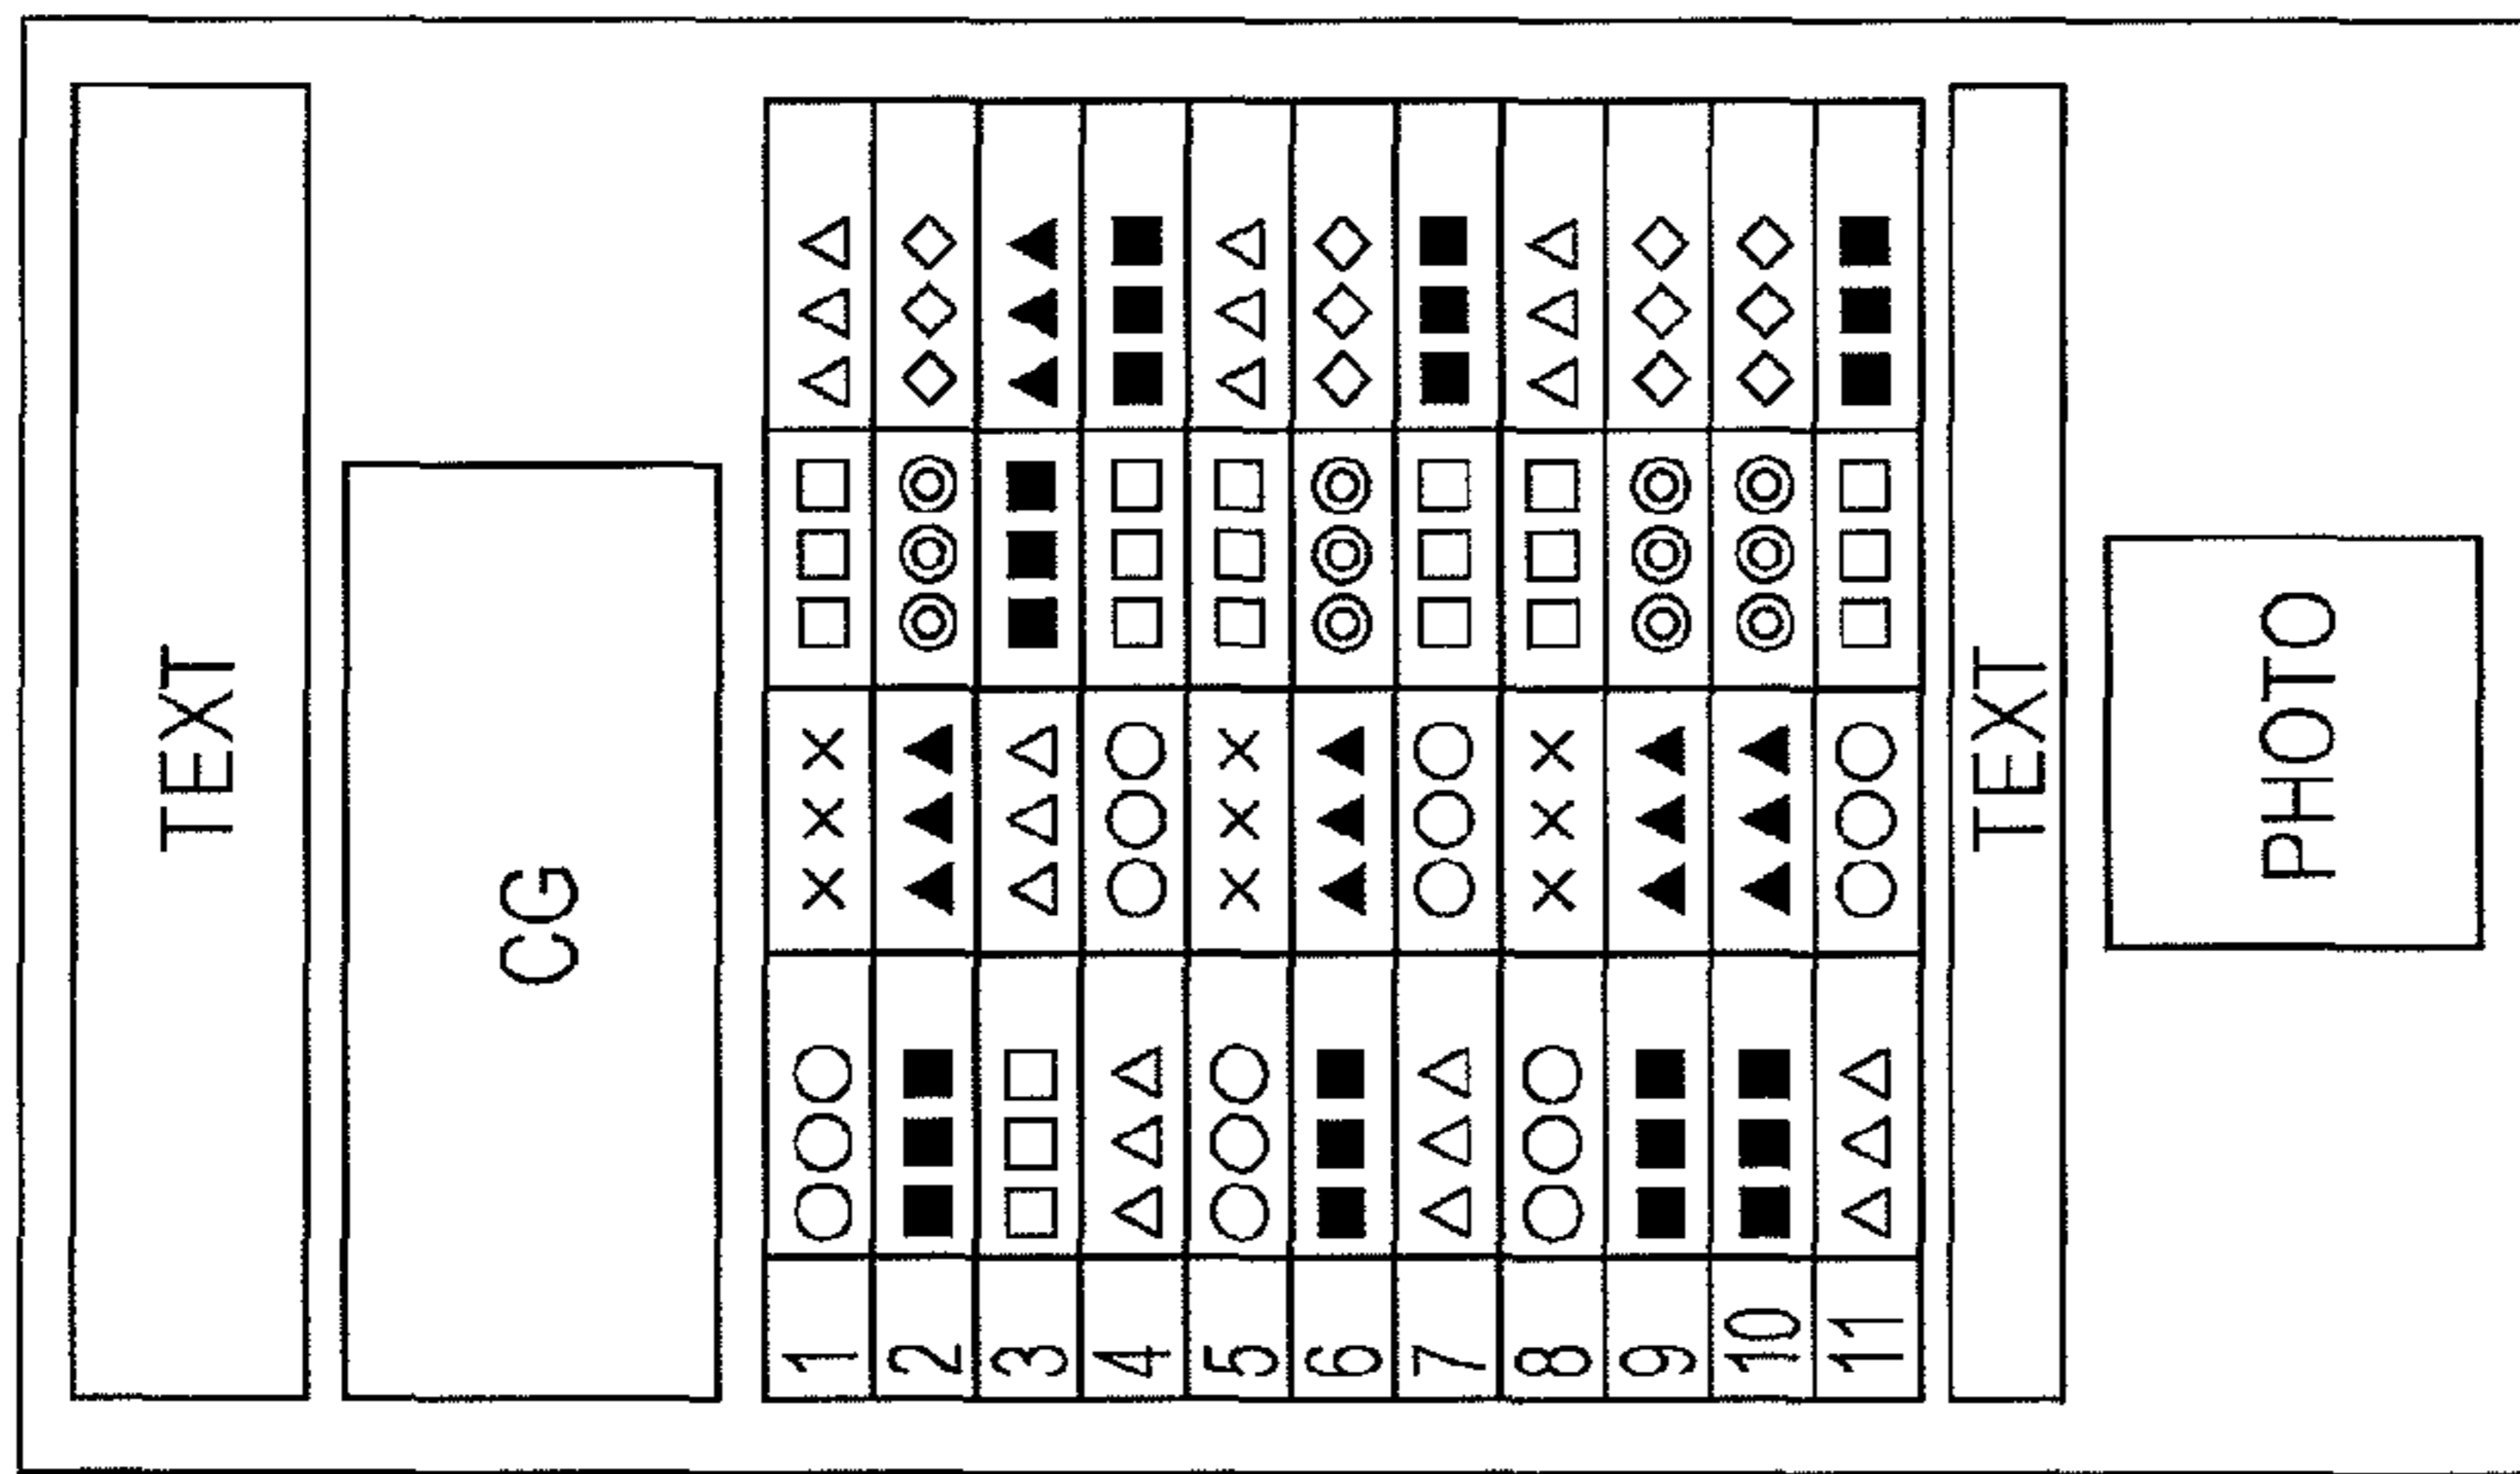 TEXT
CG
1 ○○○ ××× □□□ △△△
2 ■■■ ▲▲▲ ◎◎◎ ◇◇◇
3 □□□ △△△ ■■■ ▲▲▲
4 △△△ ○○○ □□□ ■■■
5 ○○○ ××× □□□ △△△
6 ■■■ ▲▲▲ ◎◎◎ ◇◇◇
7 △△△ ○○○ □□□ ■■■
8 ○○○ ××× □□□ △△△
9 ■■■ ▲▲▲ ◎◎◎ ◇◇◇
10 ■■■ ▲▲▲ ◎◎◎ ◇◇◇
11 △△△ ○○○ □□□ ■■■
TEXT
PHOTO